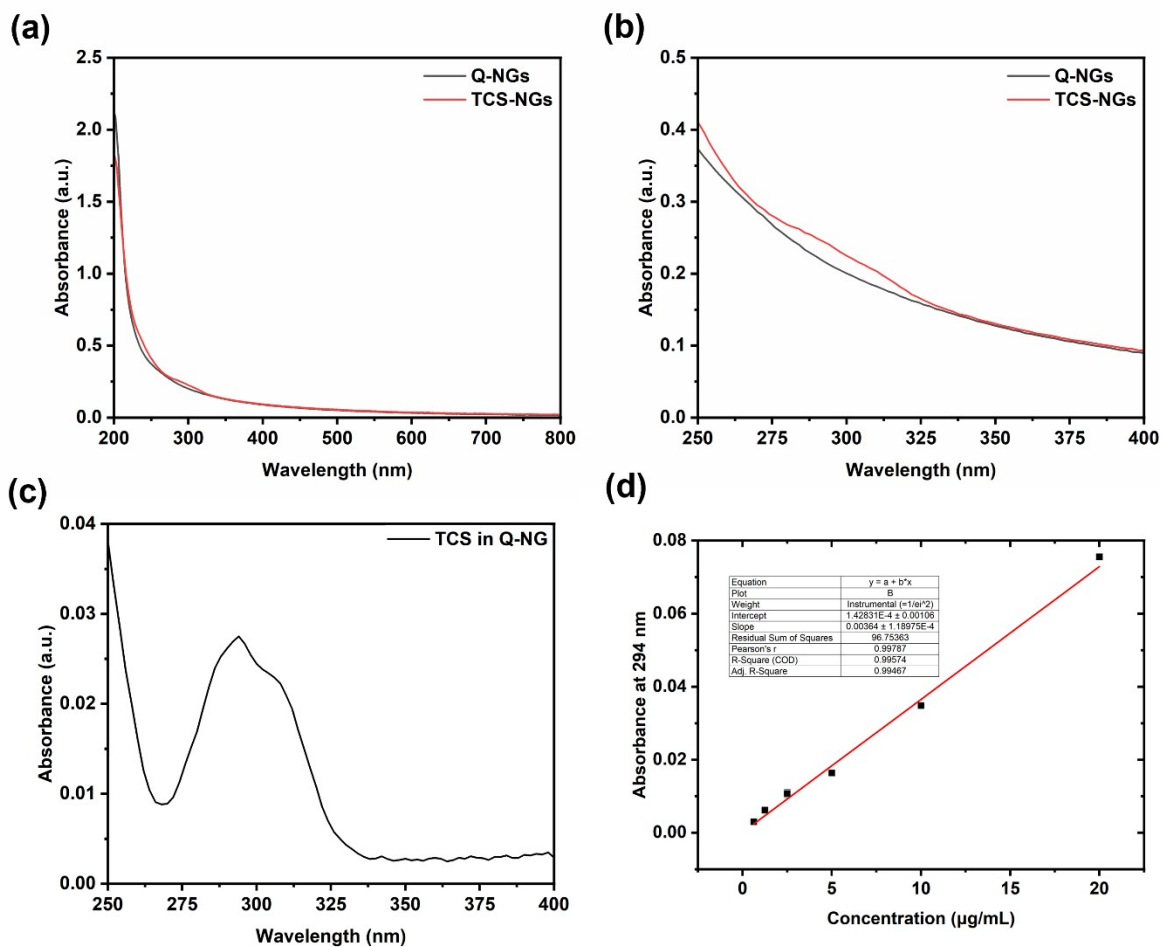 (a)
2.5
2.0
1.5
1.0
0.5
0.0
200 300 400 500 600 700 800
Absorbance (a.u.)
Wavelength (nm)
Q-NGs
TCS-NGs
(b)
0.5
0.4
0.3
0.2
0.1
0.0
250 275 300 325 350 375 400
Absorbance (a.u.)
Wavelength (nm)
Q-NGs
TCS-NGs
(c)
0.04
0.03
0.02
0.01
0.00
250 275 300 325 350 375 400
Absorbance (a.u.)
Wavelength (nm)
TCS in Q-NG
(d)
0.08
0.06
0.04
0.02
0.00
0 5 10 15 20
Absorbance at 294 nm
Concentration (µg/mL)
Equation y = a + b*x
Plot B
Weight Instrumental (=1/ei^2)
Intercept 1.42831E-4 ± 0.00106
Slope 0.00364 ± 1.18975E-4
Residual Sum of Squares 96.75363
Pearson's r 0.99787
R-Square (COD) 0.99574
Adj. R-Square 0.99467